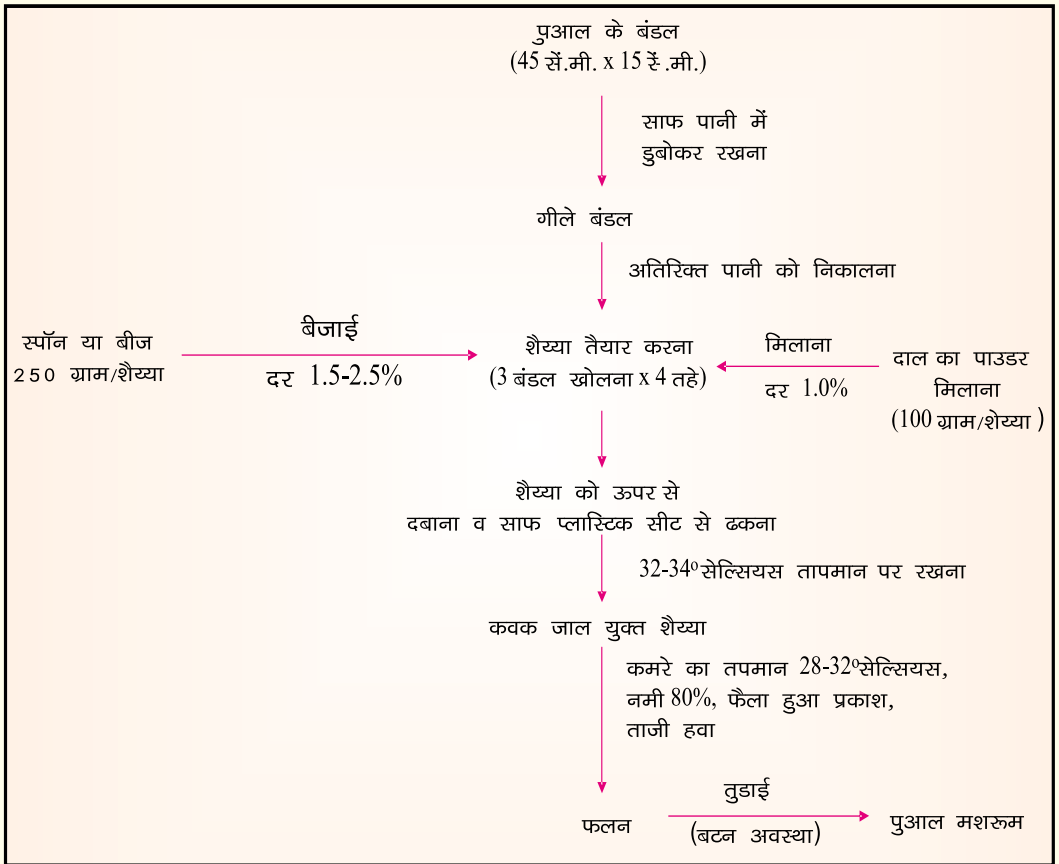 पुआल के बंडल
(45 सें.मी. x 15 रें .मी.)
साफ पानी में
डुबोकर रखना
गीले बंडल
अतिरिक्त पानी को निकालना
स्पॉन या बीज
250 ग्राम/शैय्या
बीजाई
दर 1.5-2.5%
शैय्या तैयार करना
(3 बंडल खोलना x 4 तहे)
मिलाना
दर 1.0%
दाल का पाउडर
मिलाना
(100 ग्राम/शेय्या )
शैय्या को ऊपर से
दबाना व साफ प्लास्टिक सीट से ढकना
32-34º सेल्सियस तापमान पर रखना
कवक जाल युक्त शैय्या
कमरे का तपमान 28-32ºसेल्सियस,
नमी 80%, फैला हुआ प्रकाश,
ताजी हवा
फलन
तुडाई
(बटन अवस्था)
पुआल मशरूम